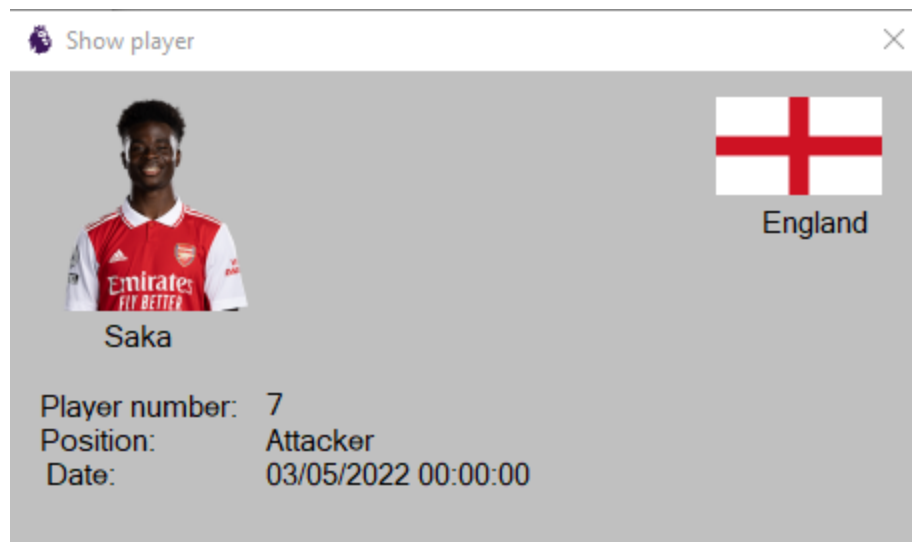 Show player
Emirates
FLY BETTER
Saka
England
Player number: 7
Position: Attacker
Date: 03/05/2022 00:00:00